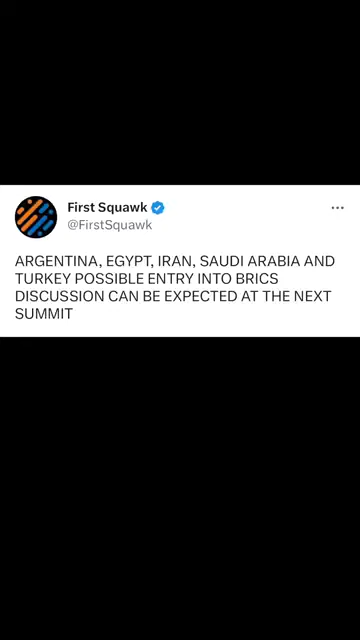 First Squawk
@FirstSquawk
ARGENTINA, EGYPT, IRAN, SAUDI ARABIA AND
TURKEY POSSIBLE ENTRY INTO BRICS
DISCUSSION CAN BE EXPECTED AT THE NEXT
SUMMIT